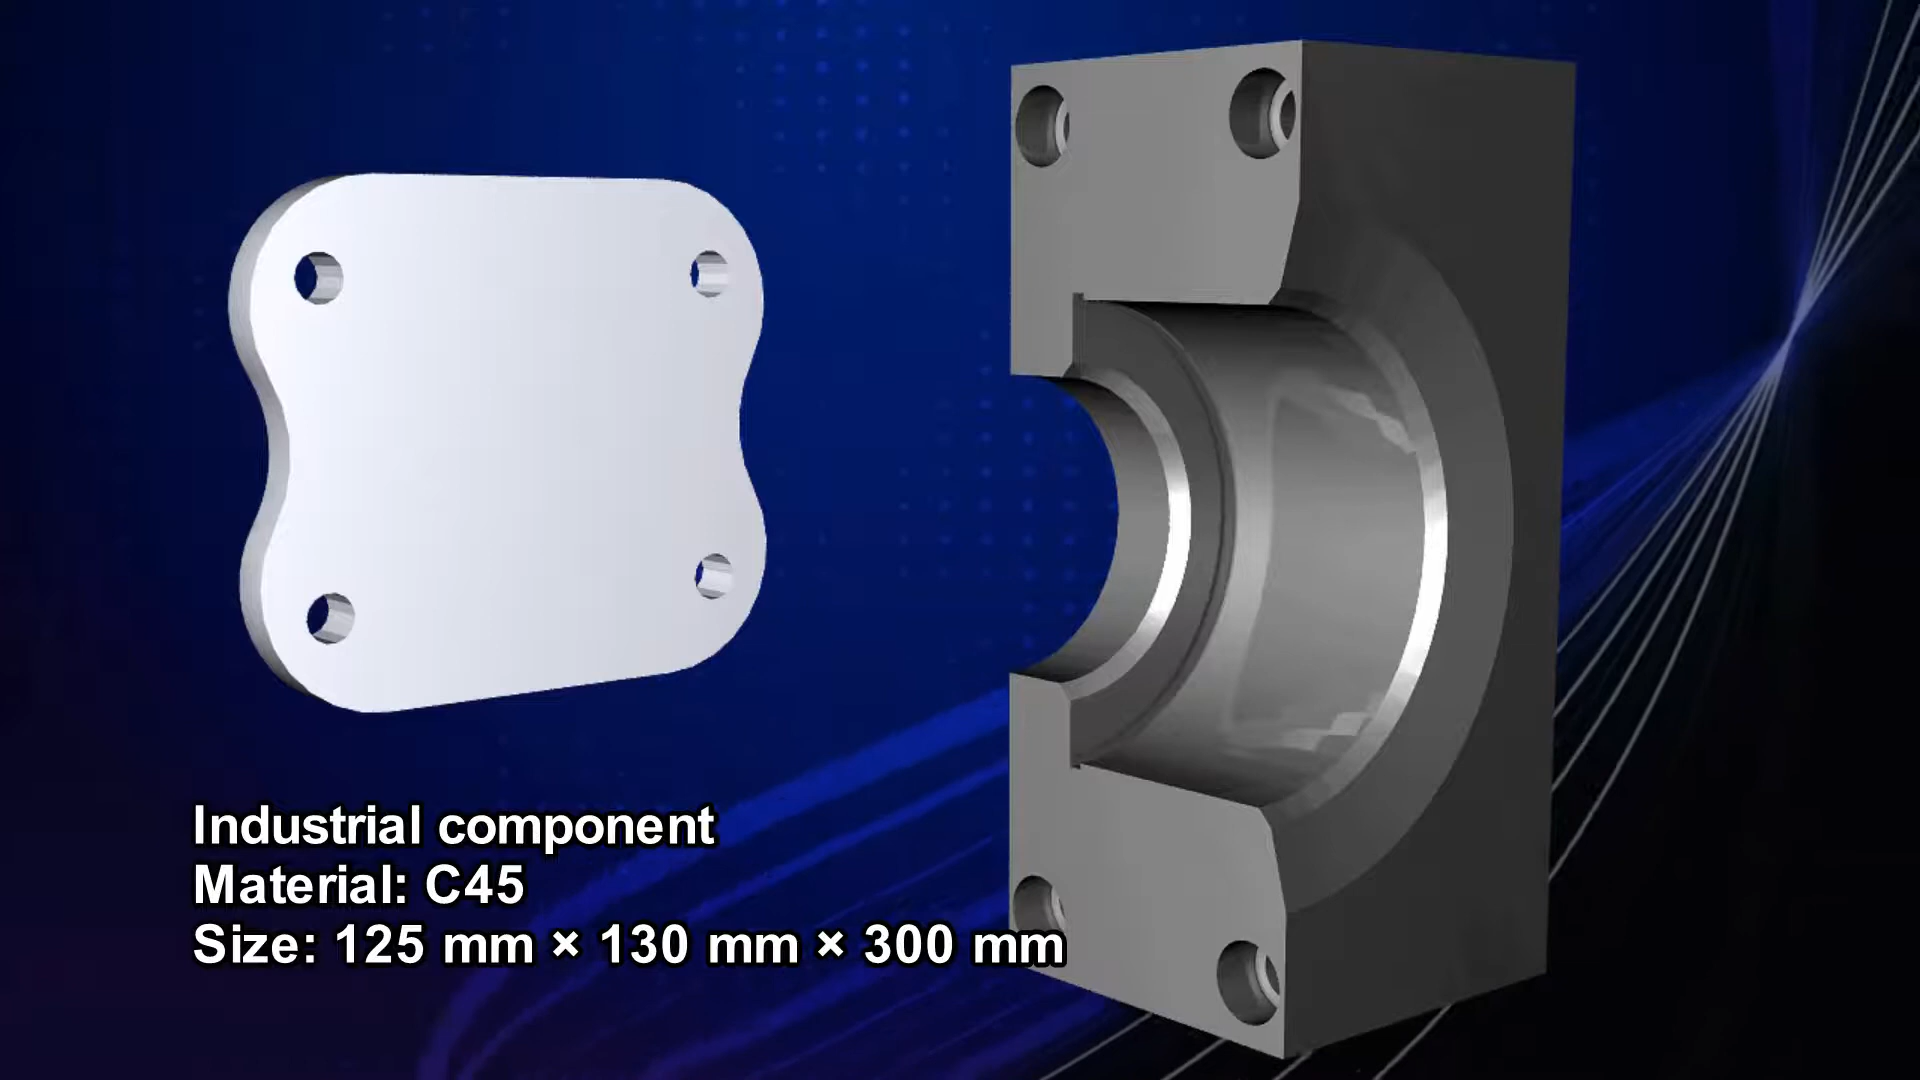 Industrial component
Material: C45
Size: 125 mm × 130 mm × 300 mm